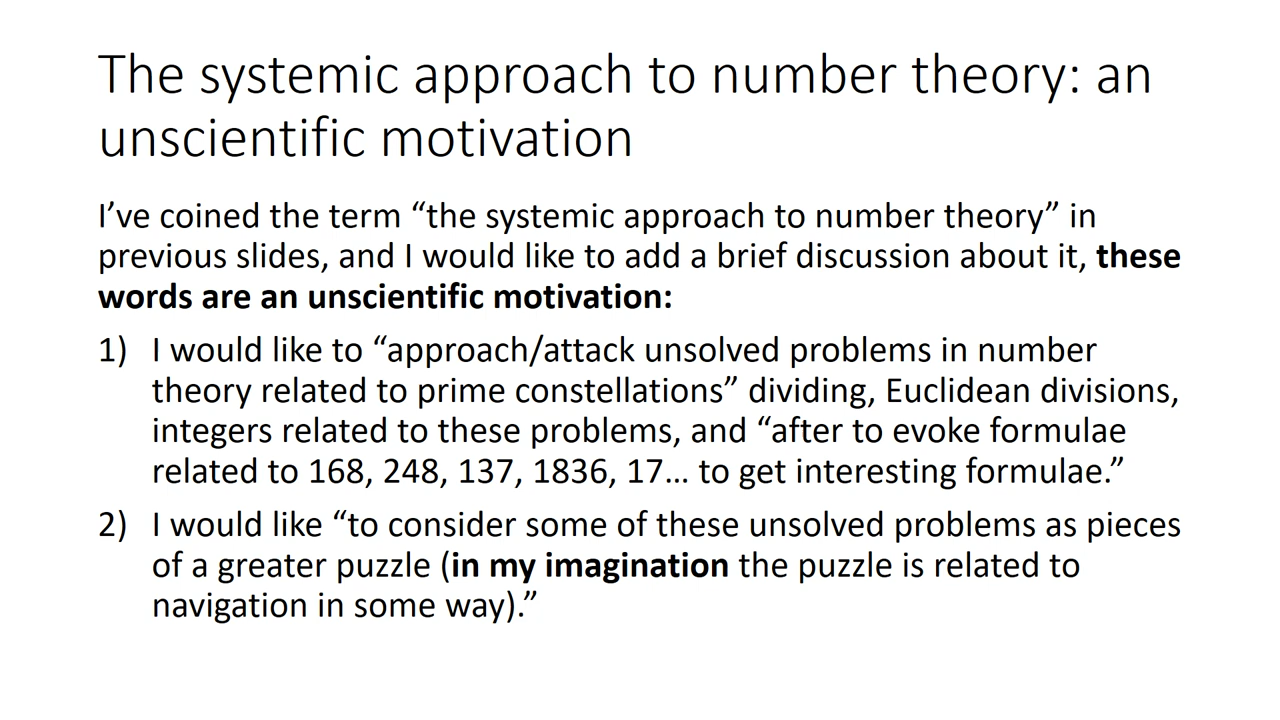 The systemic approach to number theory: an
unscientific motivation
I’ve coined the term “the systemic approach to number theory” in
previous slides, and I would like to add a brief discussion about it, these
words are an unscientific motivation:
1) I would like to “approach/attack unsolved problems in number
theory related to prime constellations” dividing, Euclidean divisions,
integers related to these problems, and “after to evoke formulae
related to 168, 248, 137, 1836, 17… to get interesting formulae.”
2) I would like “to consider some of these unsolved problems as pieces
of a greater puzzle (in my imagination the puzzle is related to
navigation in some way).”